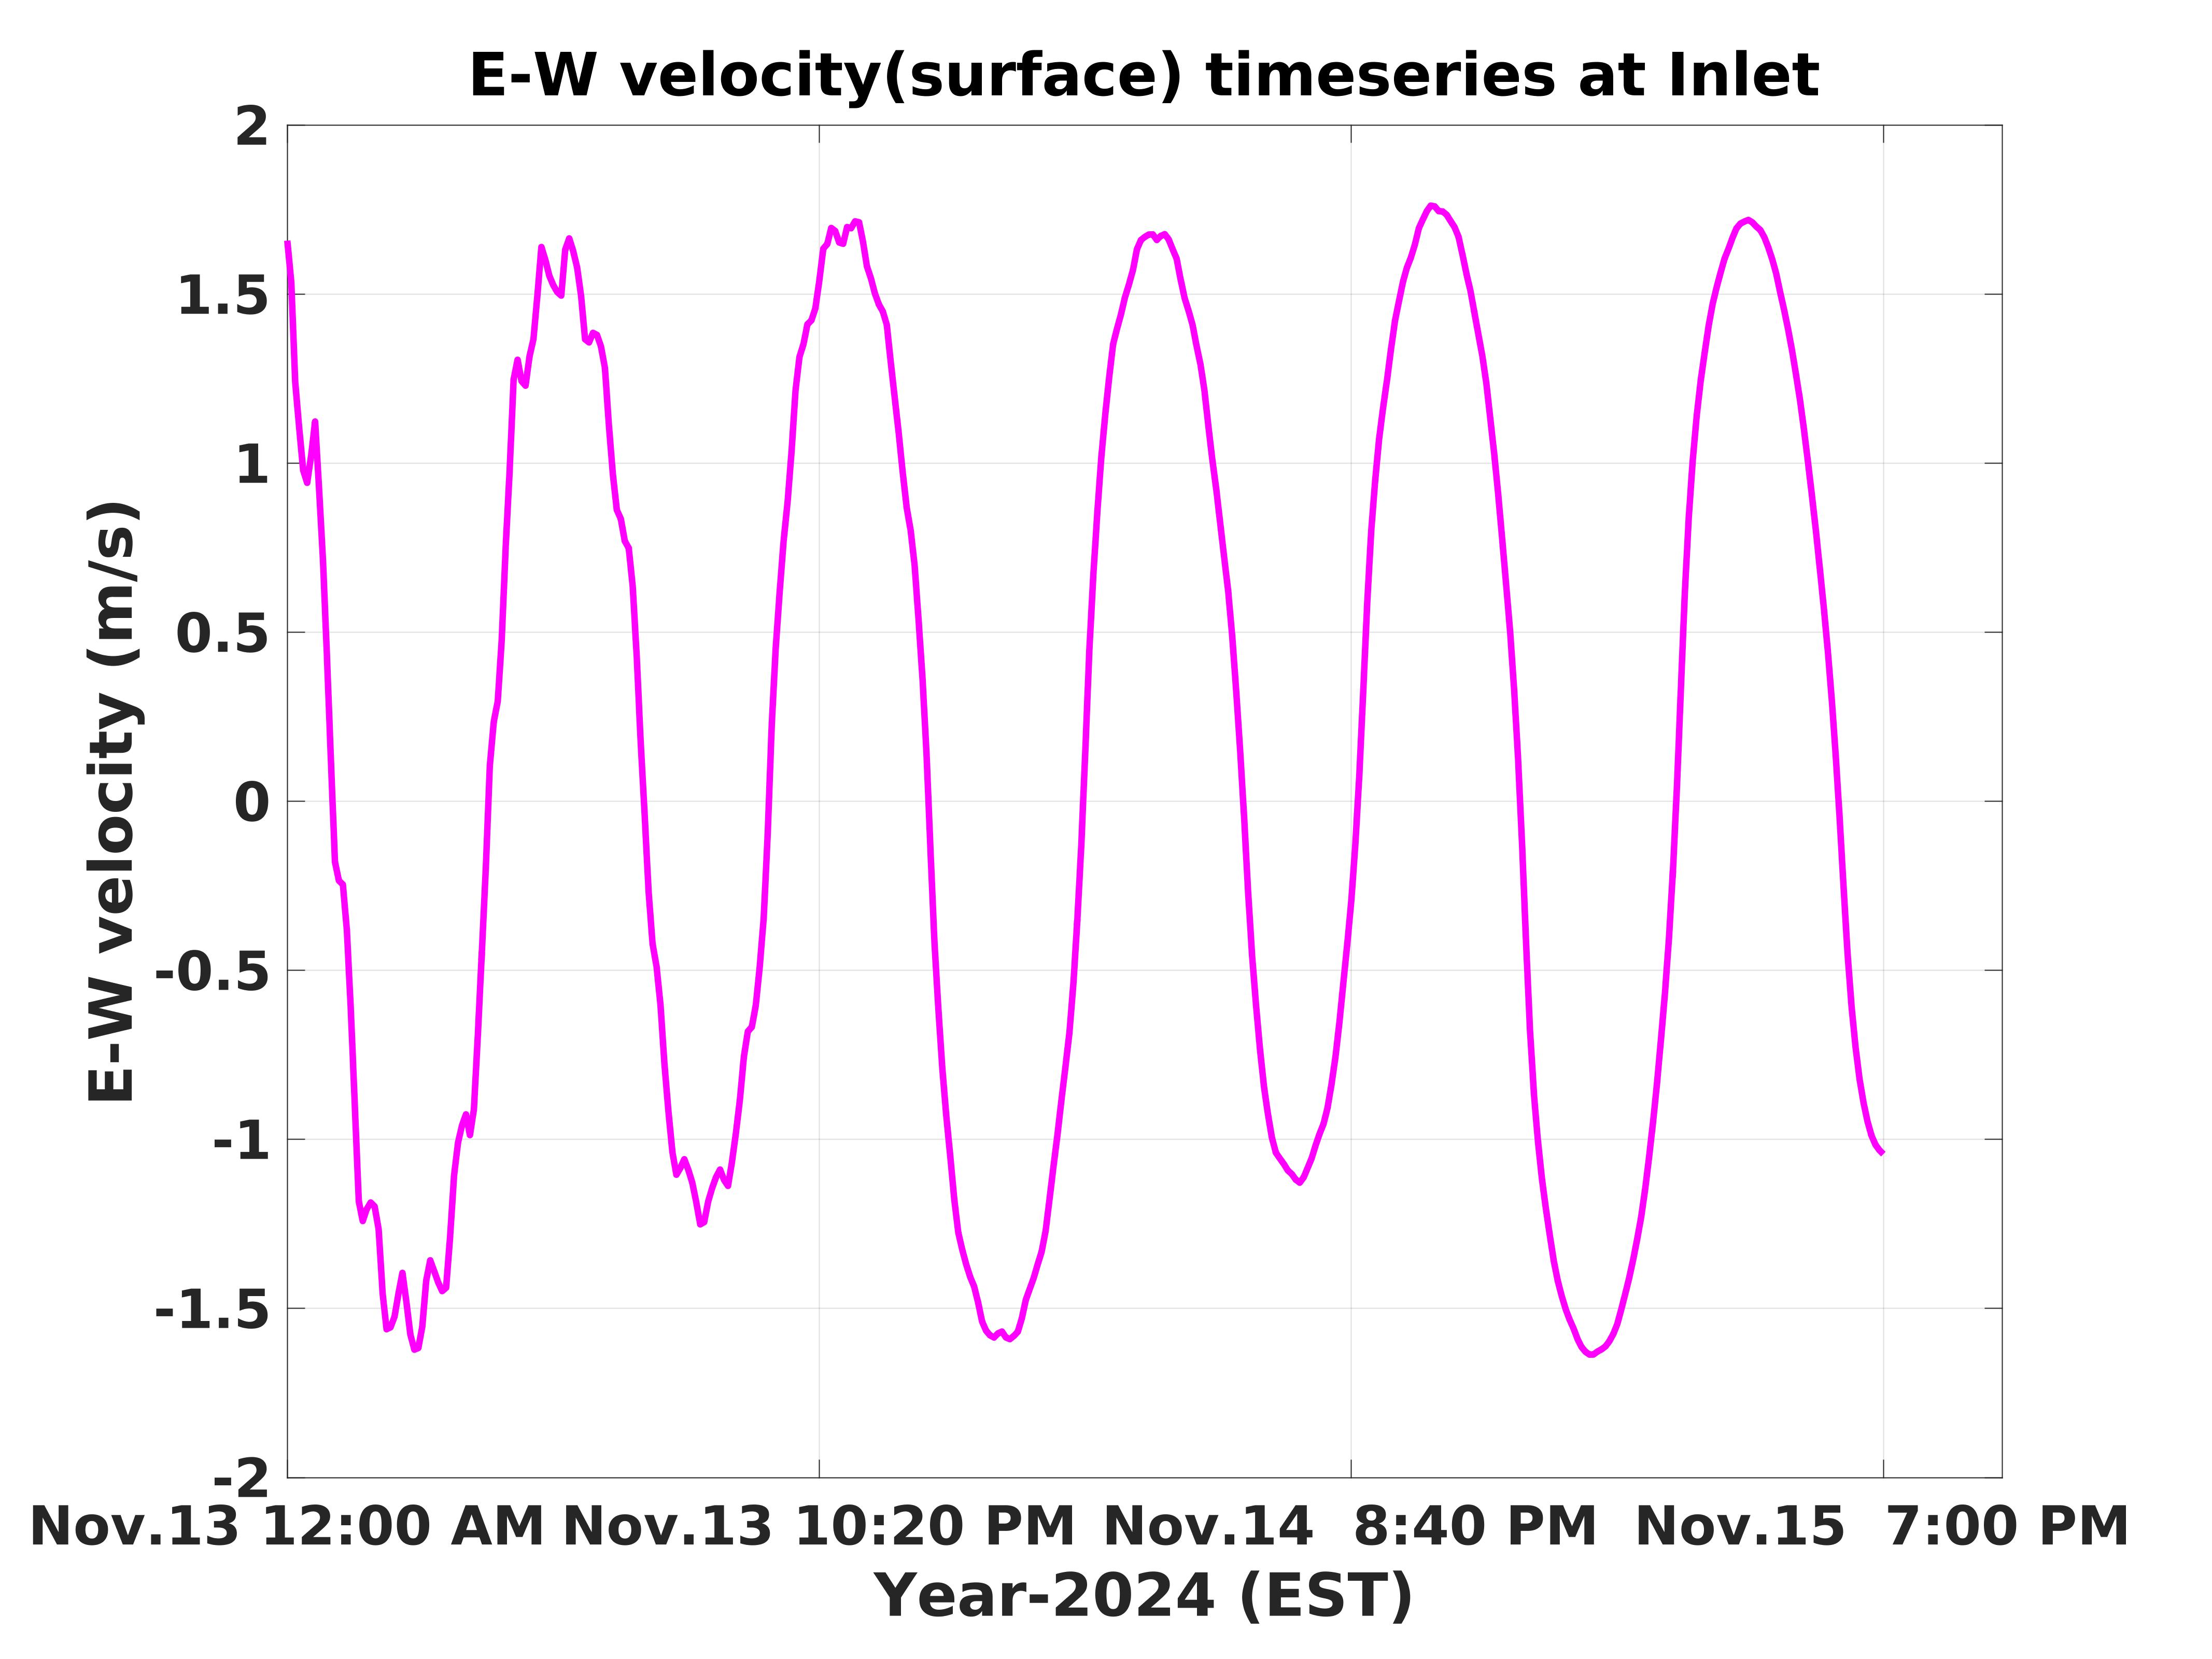 E-W velocity(surface) timeseries at Inlet
E-W velocity (m/s)
2
1.5
1
0.5
0
-0.5
-1
-1.5
-2
Nov.13 12:00 AM Nov.13 10:20 PM Nov.14 8:40 PM Nov.15 7:00 PM
Year-2024 (EST)